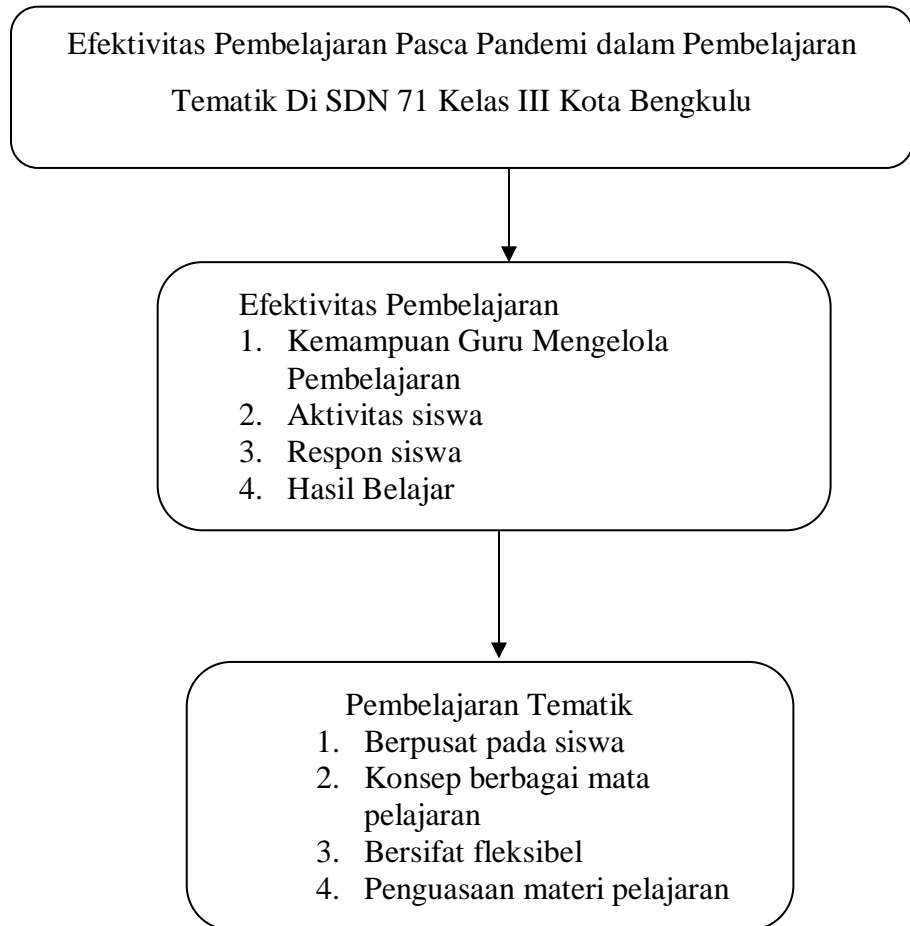 Efektivitas Pembelajaran Pasca Pandemi dalam Pembelajaran
Tematik Di SDN 71 Kelas III Kota Bengkulu
Efektivitas Pembelajaran
1. Kemampuan Guru Mengelola
Pembelajaran
2. Aktivitas siswa
3. Respon siswa
4. Hasil Belajar
Pembelajaran Tematik
1. Berpusat pada siswa
2. Konsep berbagai mata
pelajaran
3. Bersifat fleksibel
4. Penguasaan materi pelajaran